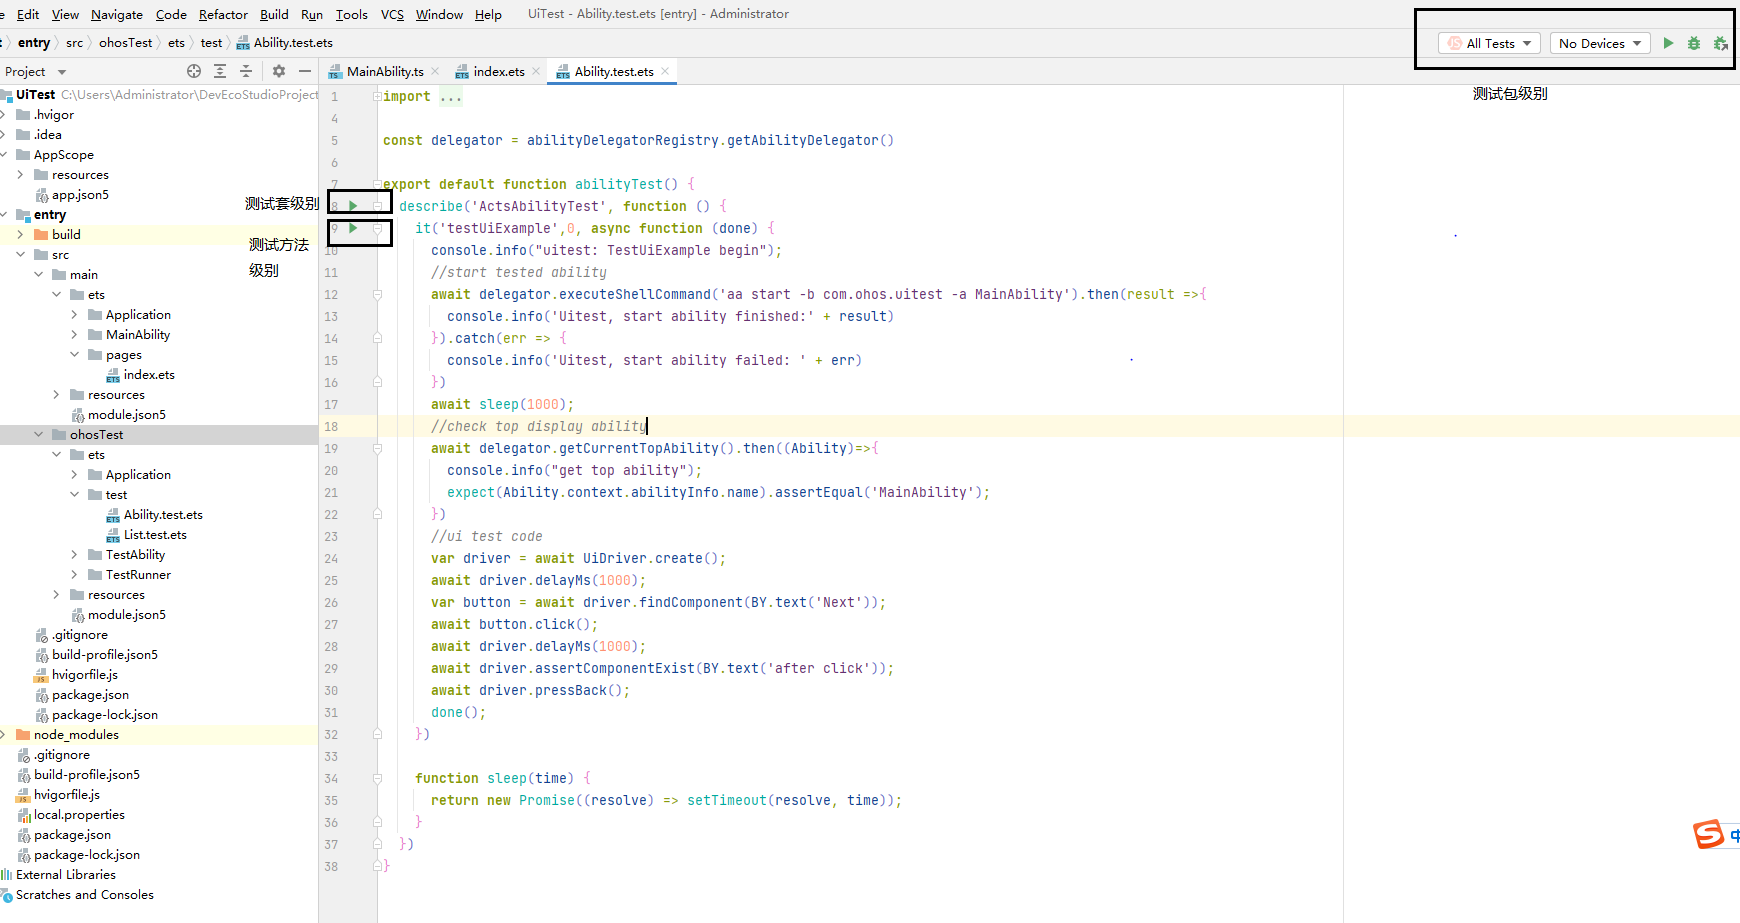 Edit View Navigate Code Refactor Build Run Tools VCS Window Help UiTest - Ability.test.ets [entry] - Administrator
entry src ohosTest ets test Ability.test.ets
All Tests No Devices
Project
MainAbility.ts index.ets Ability.test.ets
测试包级别
UiTest C:\Users\Administrator\DevEcoStudioProject
.hvigor
.idea
AppScope
resources
app.json5
entry
build
src
main
ets
Application
MainAbility
pages
index.ets
resources
module.json5
ohosTest
ets
Application
test
Ability.test.ets
List.test.ets
TestAbility
TestRunner
resources
module.json5
.gitignore
build-profile.json5
hvigorfile.js
package.json
package-lock.json
node_modules
.gitignore
build-profile.json5
hvigorfile.js
local.properties
package.json
package-lock.json
External Libraries
Scratches and Consoles
测试套级别
测试方法
级别
1 import ...
4
5 const delegator = abilityDelegatorRegistry.getAbilityDelegator()
6
7 export default function abilityTest() {
8 describe('ActsAbilityTest', function () {
9 it('testUiExample',0, async function (done) {
10 console.info("uitest: TestUiExample begin");
11 //start tested ability
12 await delegator.executeShellCommand('aa start -b com.ohos.uitest -a MainAbility').then(result =>{
13 console.info('Uitest, start ability finished:' + result)
14 }).catch(err => {
15 console.info('Uitest, start ability failed: ' + err)
16 })
17 await sleep(1000);
18 //check top display ability
19 await delegator.getCurrentTopAbility().then((Ability)=>{
20 console.info("get top ability");
21 expect(Ability.context.abilityInfo.name).assertEqual('MainAbility');
22 })
23 //ui test code
24 var driver = await UiDriver.create();
25 await driver.delayMs(1000);
26 var button = await driver.findComponent(BY.text('Next'));
27 await button.click();
28 await driver.delayMs(1000);
29 await driver.assertComponentExist(BY.text('after click'));
30 await driver.pressBack();
31 done();
32 })
33
34 function sleep(time) {
35 return new Promise((resolve) => setTimeout(resolve, time));
36 }
37 })
38 }